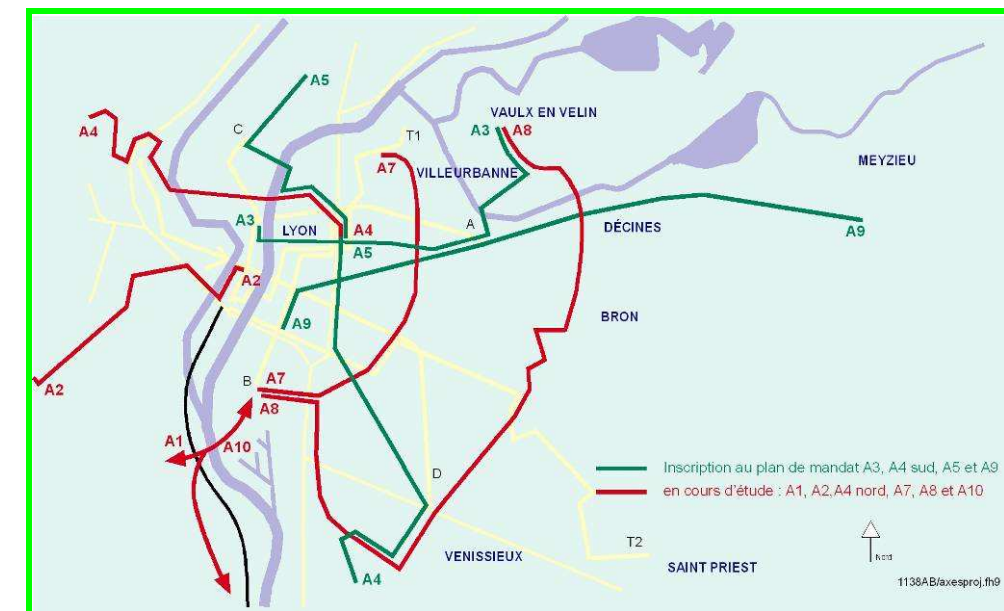 A5
VAULX EN VELIN
A4
C
T1
A3
A8
A7
VILLEURBANNE
MEYZIEU
A3
LYON
A4
A
DÉCINES
A9
A5
A2
A9
BRON
A2
B
A7
A8
A1
A10
D
Inscription au plan de mandat A3, A4 sud, A5 et A9
en cours d'étude : A1, A2,A4 nord, A7, A8 et A10
T2
VENISSIEUX
Nord
SAINT PRIEST
A4
1138AB/axesproj.fh9